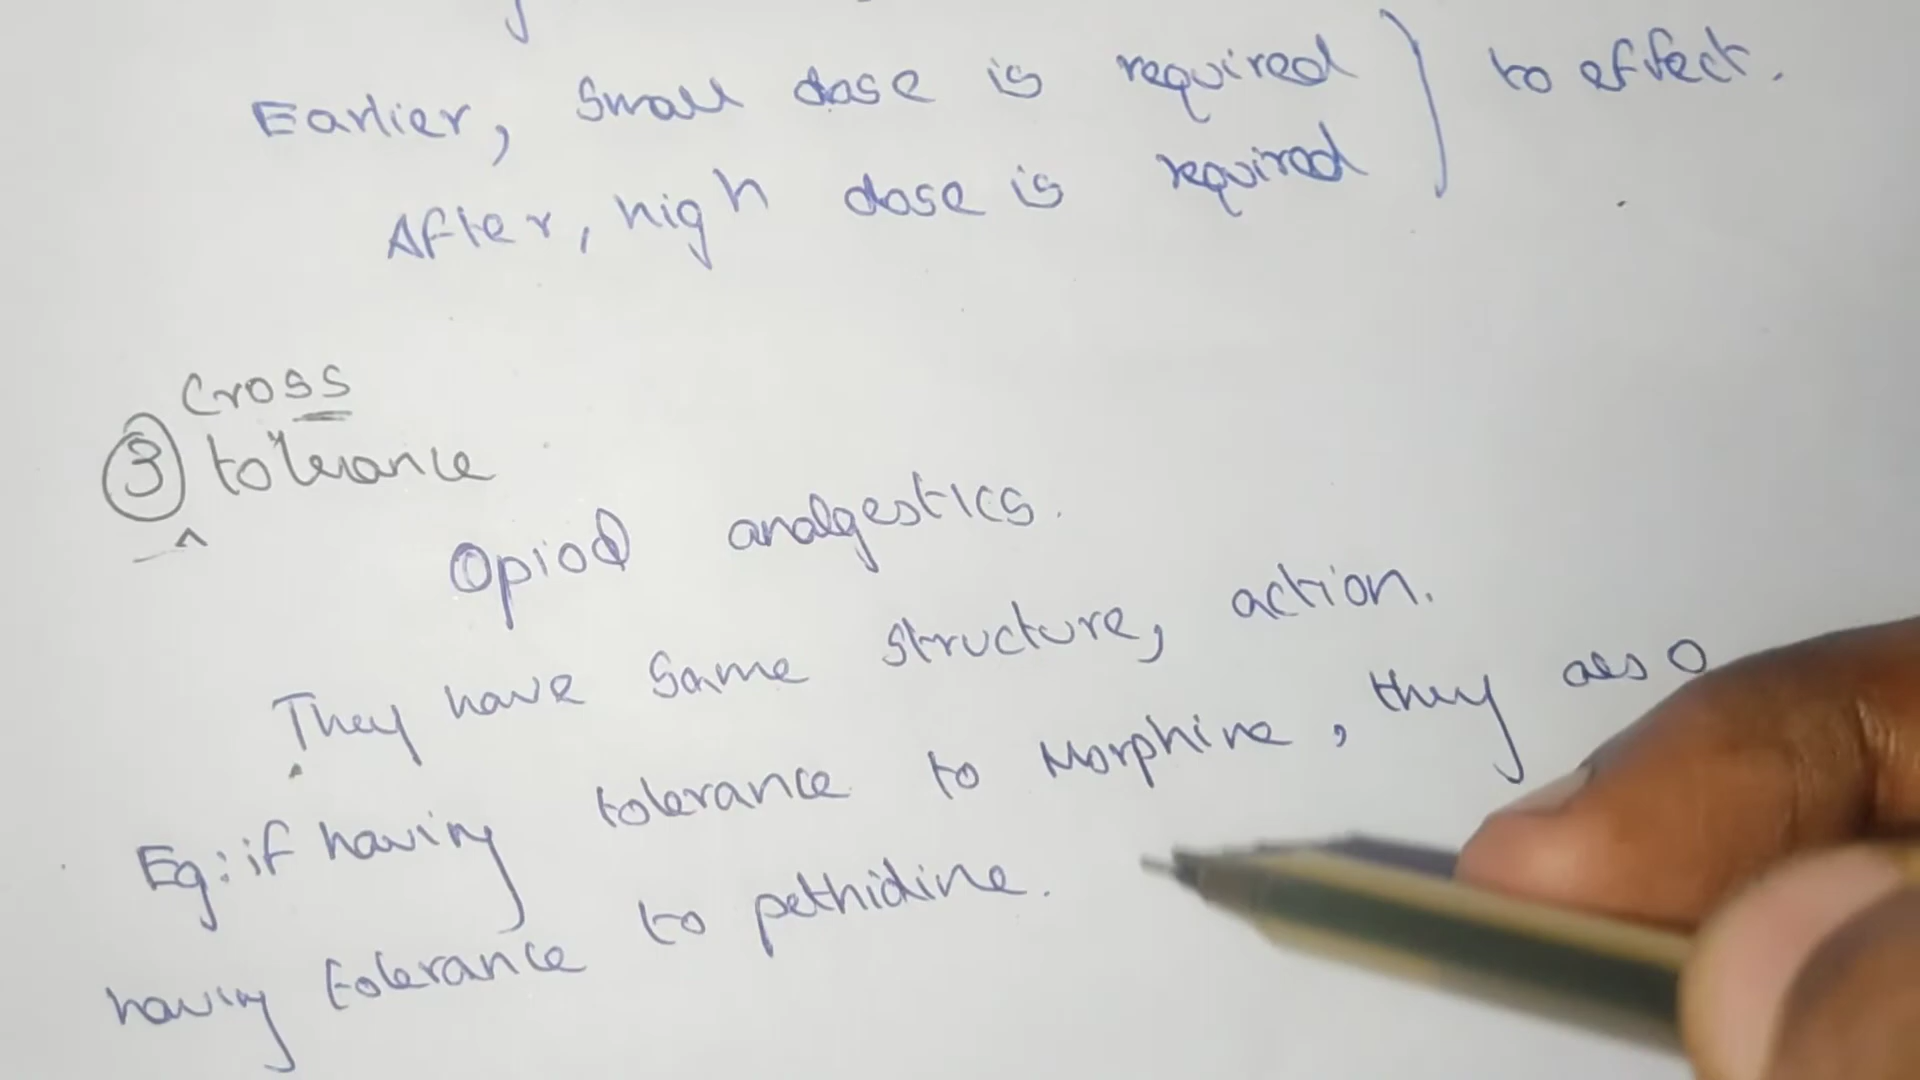 Earlier, small dose is required } to effect.
After, high dose is required
Cross
③ tolerance
Opiod analgestics.
They have same structure, action.
Eg: if having tolerance to Morphine, they also
having tolerance to pethidine.